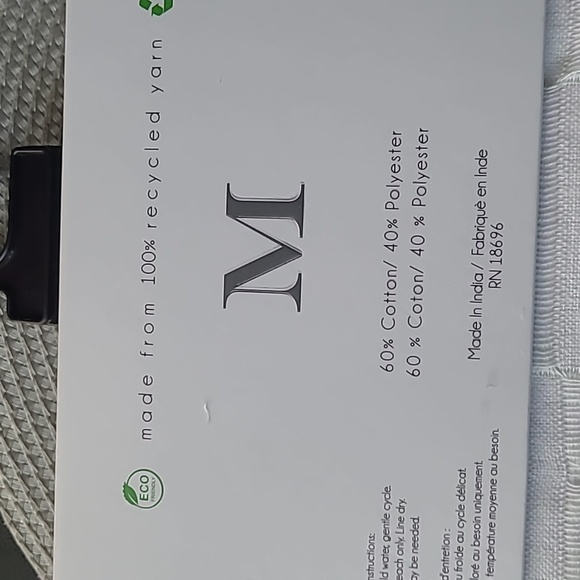 ECO
made from 100% recycled yarn
M
60% Cotton/ 40% Polyester
60 % Coton/ 40 % Polyester
Made In India / Fabriquè en Inde
RN 18696
water, gentle cycle.
only. Line dry.
be needed.
froide au cycle délicat
au besoin uniquement.
température moyenne au besoin.